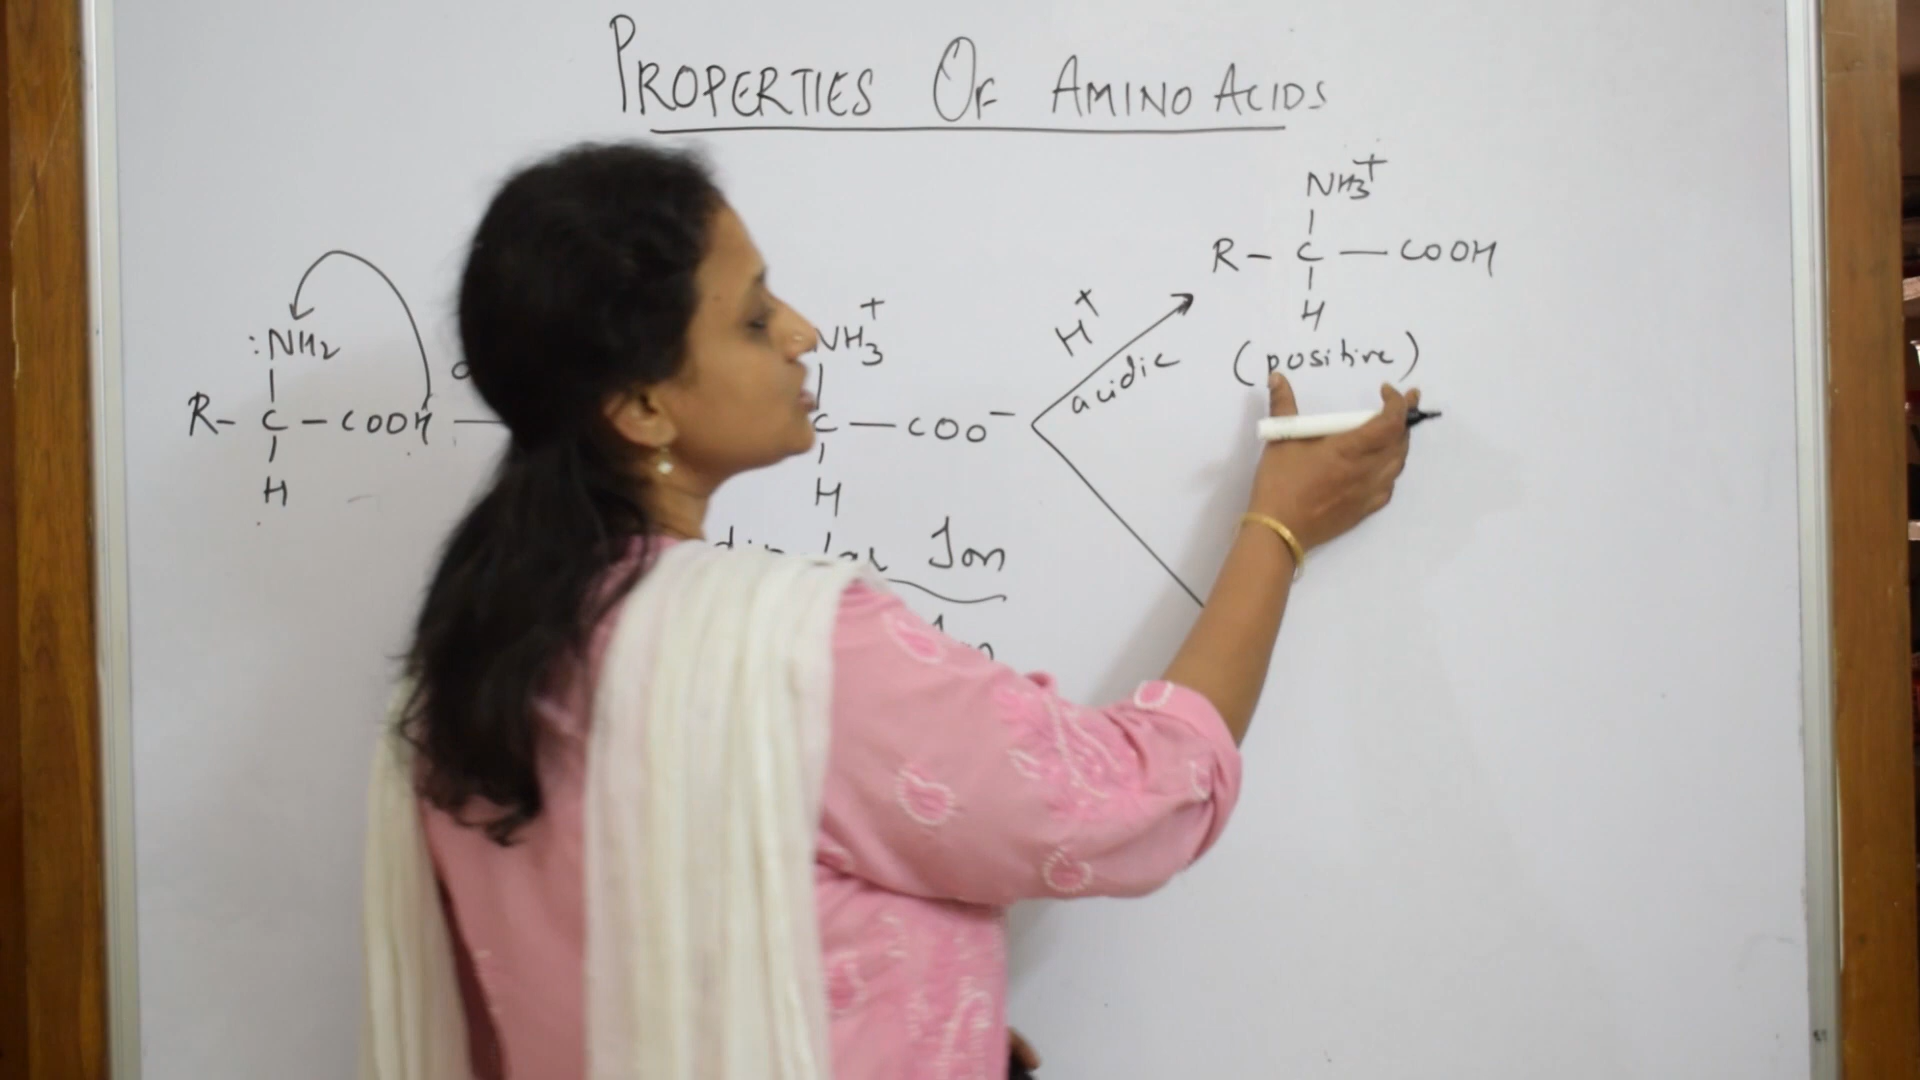 PROPERTIES OF AMINO ACIDS
:NH2
R- C - COOH
H
NH3+
C - COO-
H
Ion
H+
acidic
NH3+
R- C - COOH
H
(positive)